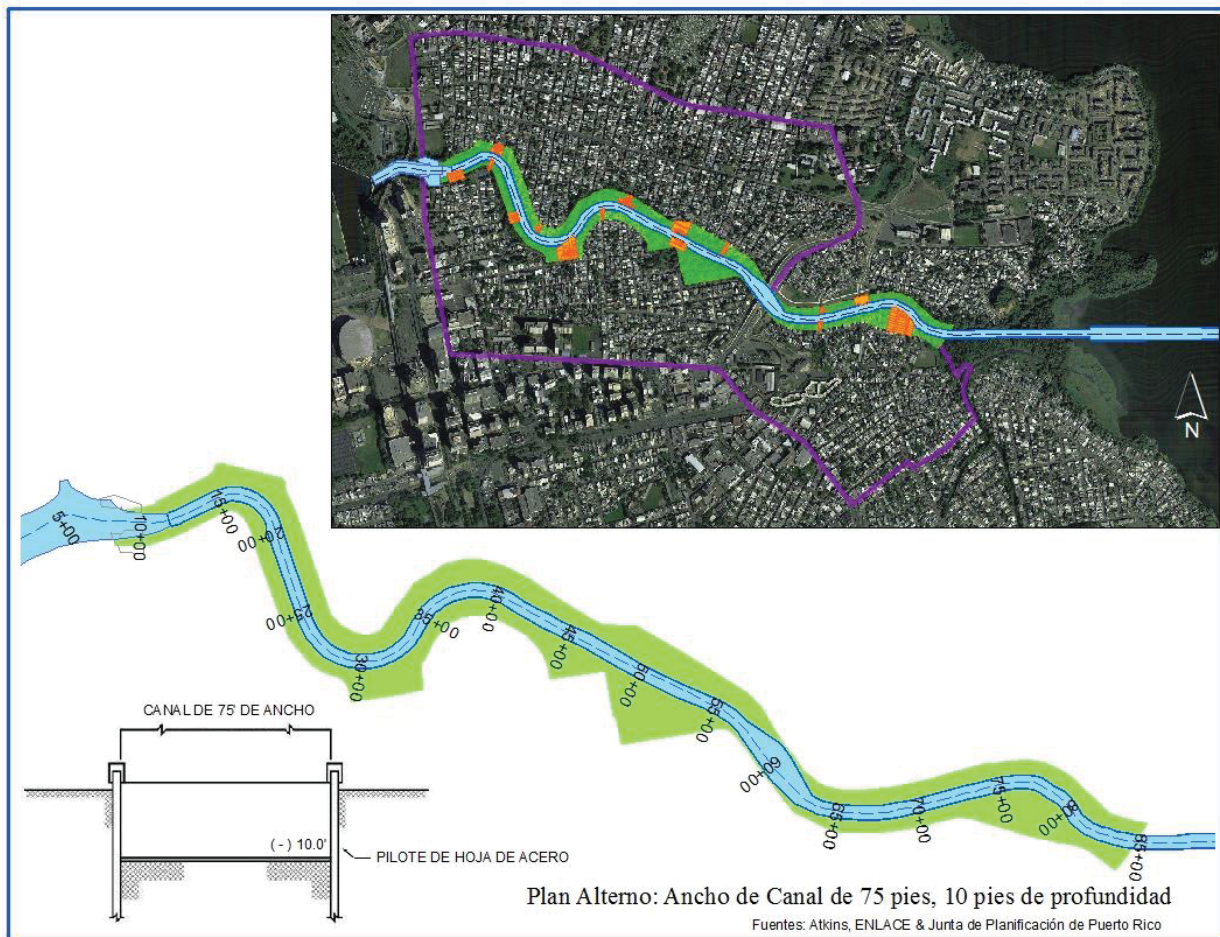 N
5+00
10+00
15+00
20+00
25+00
30+00
35+00
40+00
45+00
50+00
55+00
60+00
65+00
70+00
75+00
80+00
85+00
CANAL DE 75' DE ANCHO
( - ) 10.0'
PILOTE DE HOJA DE ACERO
Plan Alterno: Ancho de Canal de 75 pies, 10 pies de profundidad
Fuentes: Atkins, ENLACE & Junta de Planificación de Puerto Rico